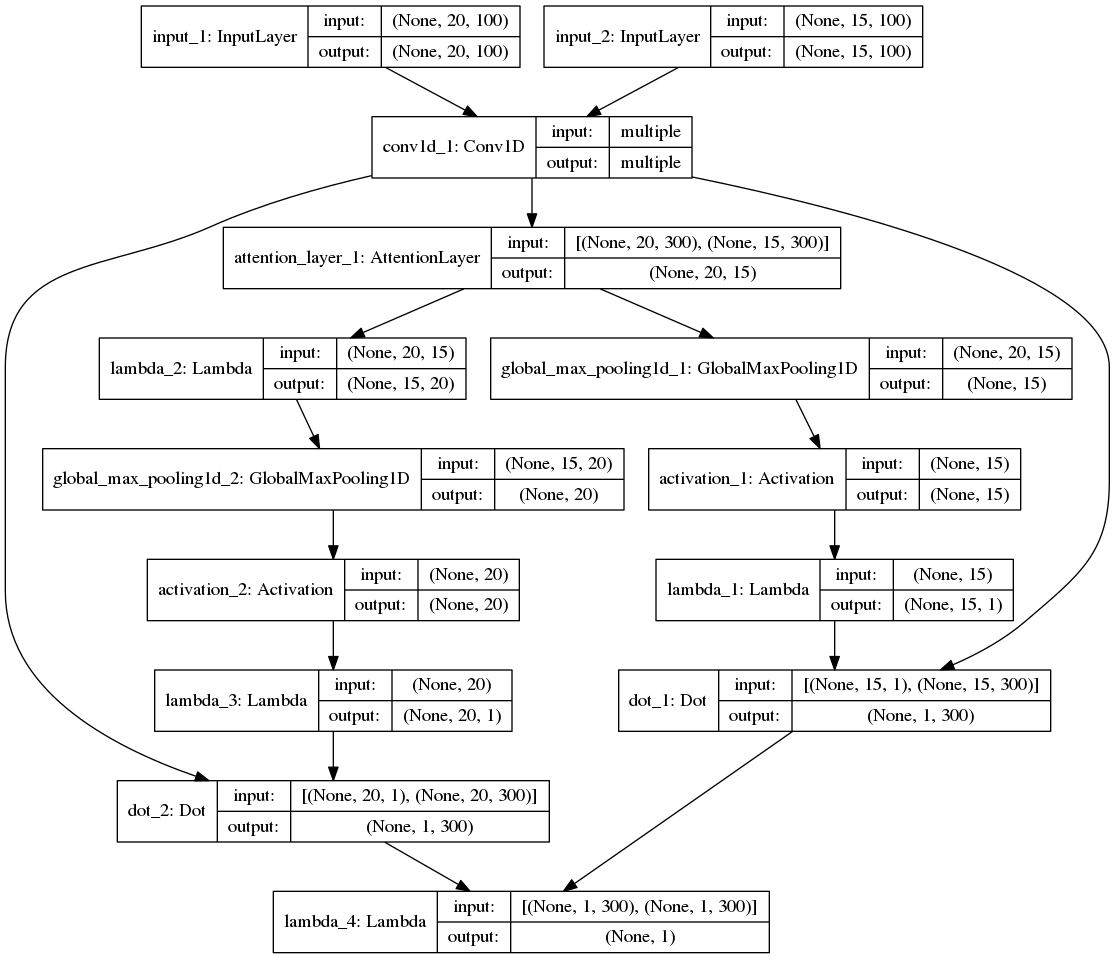 input_1: InputLayer
input: (None, 20, 100)
output: (None, 20, 100)
input_2: InputLayer
input: (None, 15, 100)
output: (None, 15, 100)
conv1d_1: Conv1D
input: multiple
output: multiple
attention_layer_1: AttentionLayer
input: [(None, 20, 300), (None, 15, 300)]
output: (None, 20, 15)
lambda_2: Lambda
input: (None, 20, 15)
output: (None, 15, 20)
global_max_pooling1d_1: GlobalMaxPooling1D
input: (None, 20, 15)
output: (None, 15)
global_max_pooling1d_2: GlobalMaxPooling1D
input: (None, 15, 20)
output: (None, 20)
activation_1: Activation
input: (None, 15)
output: (None, 15)
activation_2: Activation
input: (None, 20)
output: (None, 20)
lambda_1: Lambda
input: (None, 15)
output: (None, 15, 1)
lambda_3: Lambda
input: (None, 20)
output: (None, 20, 1)
dot_1: Dot
input: [(None, 15, 1), (None, 15, 300)]
output: (None, 1, 300)
dot_2: Dot
input: [(None, 20, 1), (None, 20, 300)]
output: (None, 1, 300)
lambda_4: Lambda
input: [(None, 1, 300), (None, 1, 300)]
output: (None, 1)